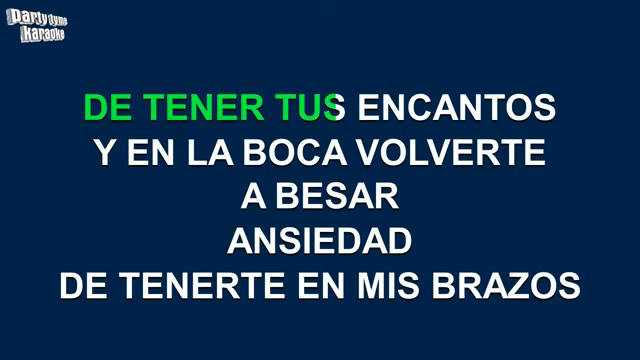 Party Tyme
karaoke
DE TENER TUS ENCANTOS
Y EN LA BOCA VOLVERTE
A BESAR
ANSIEDAD
DE TENERTE EN MIS BRAZOS